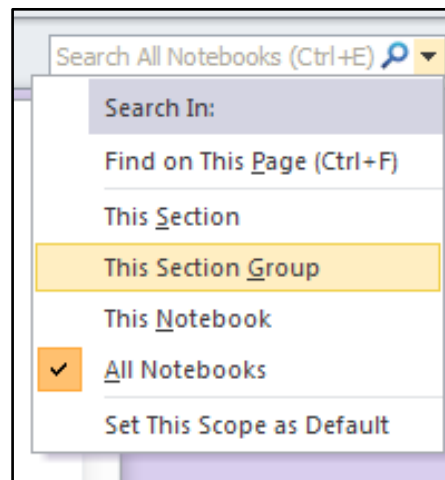 Search All Notebooks (Ctrl+E)
Search In:
Find on This Page (Ctrl+F)
This Section
This Section Group
This Notebook
All Notebooks
Set This Scope as Default